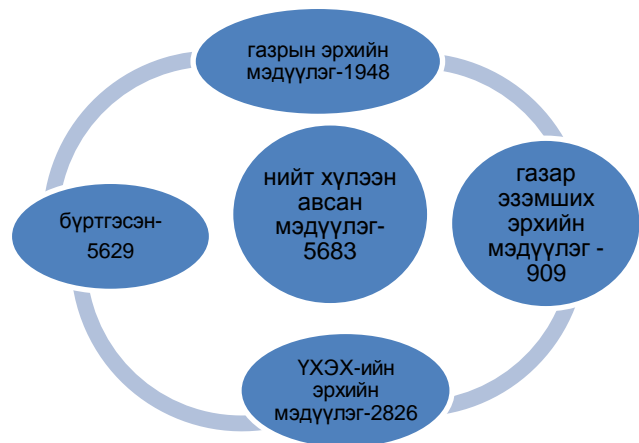 газрын эрхийн
мэдүүлэг-1948
нийт хүлээн
авсан
мэдүүлэг-
5683
газар
эзэмших
эрхийн
мэдүүлэг -
909
бүртгэсэн-
5629
ҮХЭХ-ийн
эрхийн
мэдүүлэг-2826